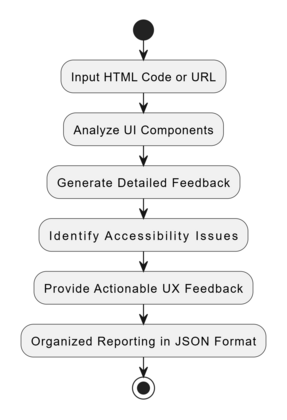 Input HTML Code or URL
Analyze UI Components
Generate Detailed Feedback
Identify Accessibility Issues
Provide Actionable UX Feedback
Organized Reporting in JSON Format